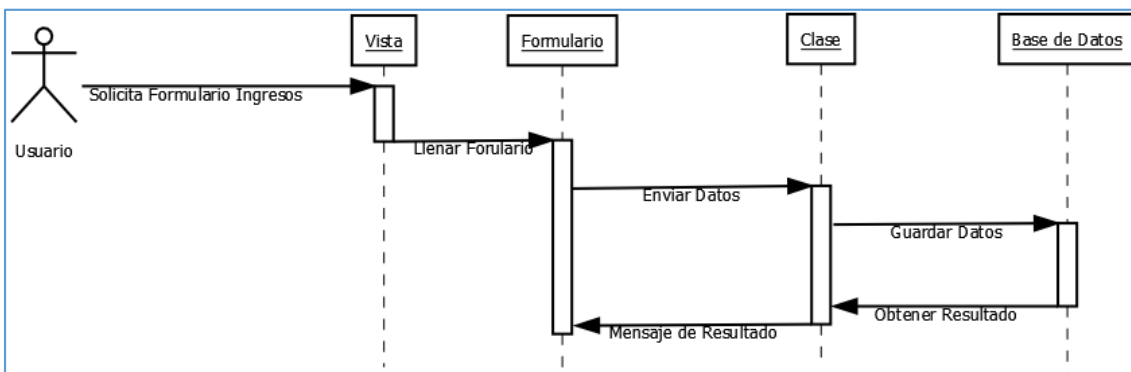 Vista
Formulario
Clase
Base de Datos
Usuario
Solicita Formulario Ingresos
Llenar Forulario
Enviar Datos
Guardar Datos
Obtener Resultado
Mensaje de Resultado